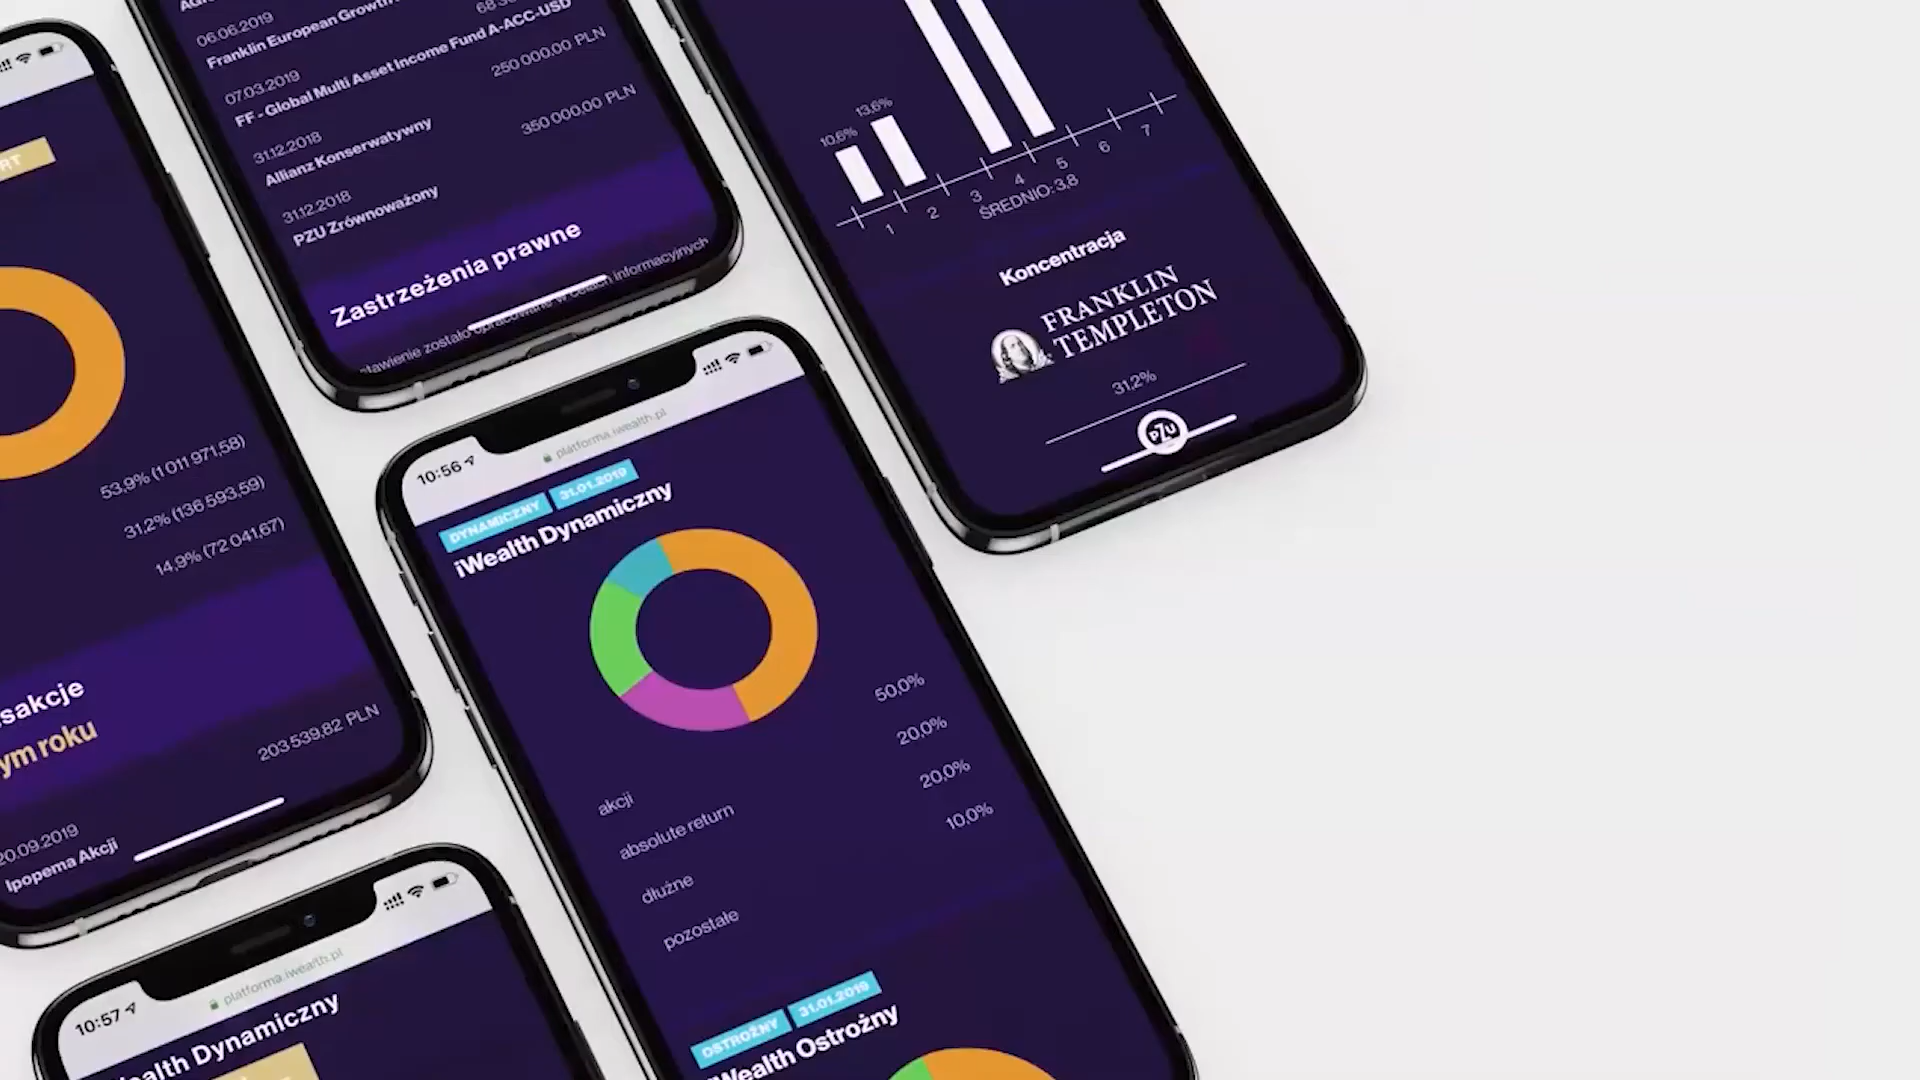 06.06.2019
Franklin European Growth
07.03.2019
FF - Global Multi Asset Income Fund A-ACC-USD
250 000,00 PLN
31.12.2018
Allianz Konserwatywny
350 000,00 PLN
31.12.2018
PZU Zrównoważony
Zastrzeżenia prawne
zostało opracowane w celach informacyjnych
10,6%
13,6%
1
2
3
4
5
6
7
ŚREDNIO: 3,8
Koncentracja
FRANKLIN
TEMPLETON
31,2%
PZU
RT
53,9% (1 011 971,58)
31,2% (136 593,59)
14,9% (72 041,67)
sakcje
ym roku
203 539,82 PLN
20.09.2019
Ipopema Akcji
10:56
platforma.iwealth.pl
DYNAMICZNY 31.01.2019
iWealth Dynamiczny
50,0%
20,0%
20,0%
10,0%
akcji
absolute return
dłużne
pozostałe
OSTROŻNY 31.01.2019
Wealth Ostrożny
10:57
platforma.iwealth.pl
ealth Dynamiczny